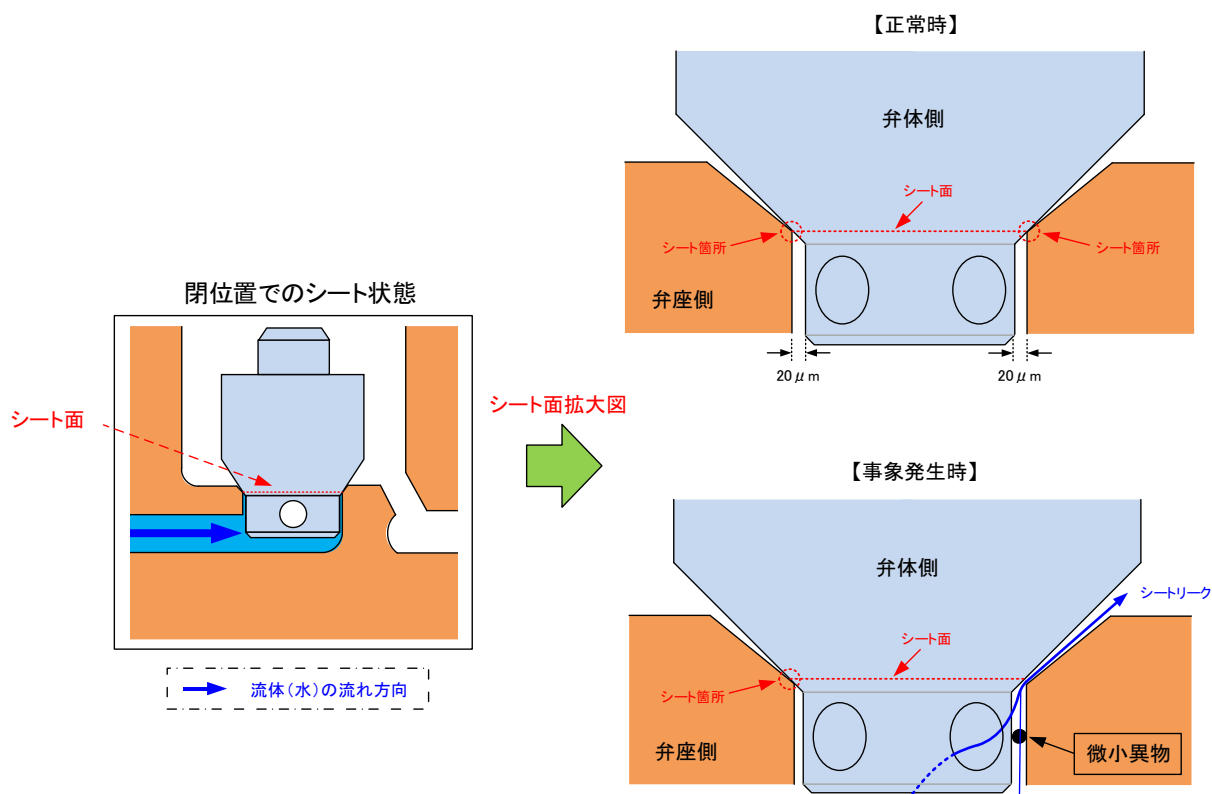 閉位置でのシート状態
シート面
流体(水)の流れ方向
シート面拡大図
【正常時】
弁体側
シート面
シート箇所
シート箇所
弁座側
20μm
20μm
【事象発生時】
弁体側
シートリーク
シート面
シート箇所
弁座側
微小異物